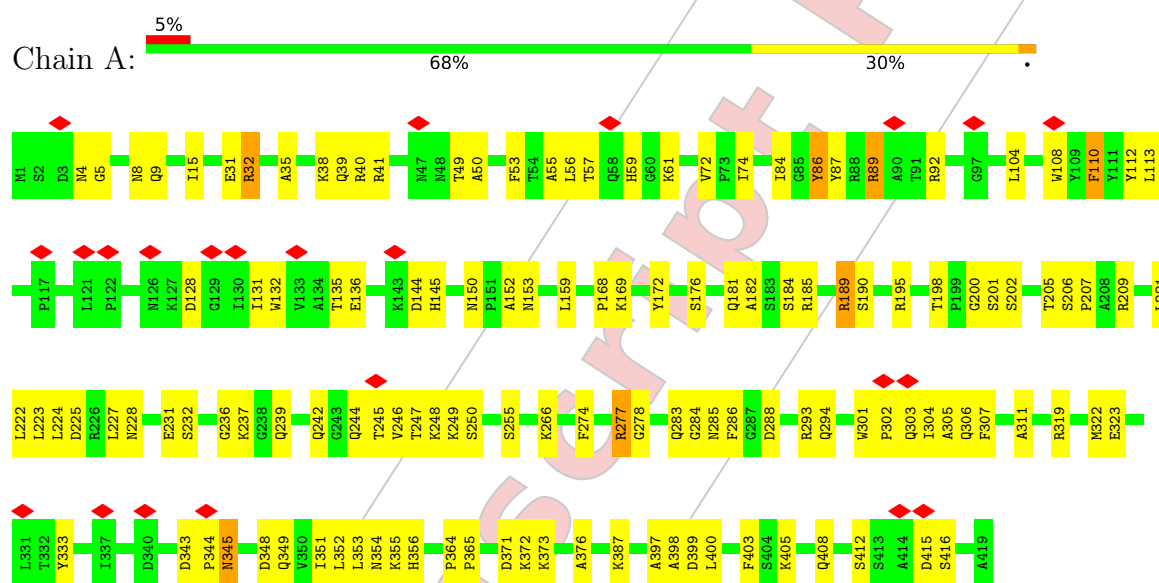 5%
Chain A:
68% 30% •
M1 S2 D3 N4 G5 N8 Q9 I15 E31 R32 A35 K38 Q39 R40 R41 N47 N48 T49 A50 F53 T54 A55 L56 T57 Q58 H59 G60 K61 V72 P73 I74 I84 G85 Y86 Y87 R88 R89 A90 T91 R92 G97 L104 W108 Y109 F110 Y111 Y112 L113
P117 L121 P122 N126 K127 D128 G129 I130 I131 W132 V133 A134 T135 E136 K143 D144 H145 N150 P151 A152 N153 L159 P168 K169 Y172 S176 Q181 A182 S183 S184 R185 R189 S190 R195 T198 P199 G200 S201 S202 T205 S206 P207 A208 R209
L222 L223 L224 D225 R226 L227 N228 E231 S232 G236 K237 G238 Q239 Q242 G243 Q244 T245 V246 T247 K248 K249 S250 S255 K266 F274 R277 G278 Q283 G284 N285 F286 G287 D288 R293 Q294 W301 P302 Q303 I304 A305 Q306 F307 A311 R319 M322 E323
L331 T332 Y333 I337 D340 D343 P344 N345 D348 Q349 V350 I351 L352 L353 N354 K355 H356 P364 P365 D371 K372 K373 A376 K387 A397 A398 D399 L400 F403 S404 K405 Q408 S412 S413 A414 D415 S416 A419
script P